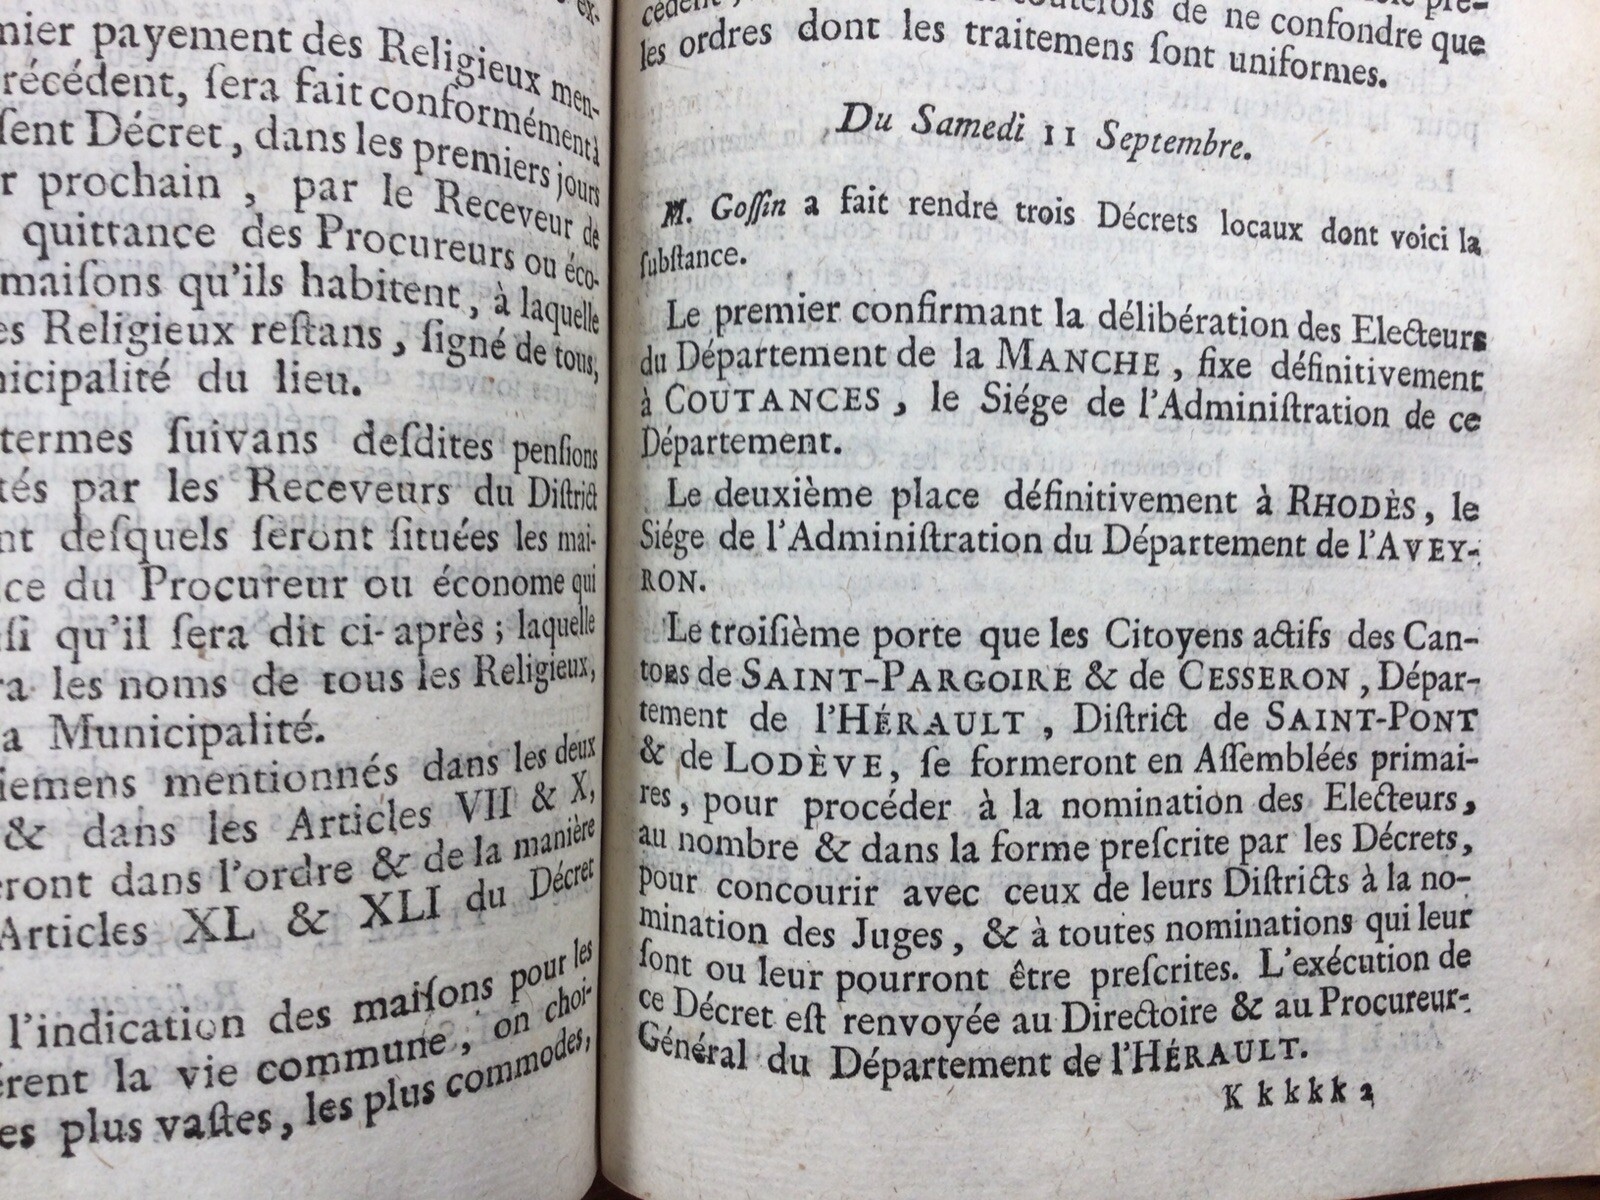 mier payement des Religieux men-
récédent, ſera fait conformément à
ſent Décret, dans les premiers jours
r prochain, par le Receveur de
quittance des Procureurs ou éco-
maiſons qu'ils habitent, à laquelle
es Religieux reſtans, ſigné de tous,
nicipalité du lieu.
termes ſuivans deſdites penſions
tés par les Receveurs du Diſtrict
nt deſquels ſeront ſituées les mai-
ce du Procureur ou économe qui
ſi qu'il ſera dit ci-après; laquelle
ra les noms de tous les Religieux,
a Municipalité.
iemens mentionnés dans les deux
& dans les Articles VII & X,
eront dans l'ordre & de la manière
Articles XL & XLI du Décret
l'indication des maiſons pour les
érent la vie commune, on choi-
es plus vaſtes, les plus commodes,
toutefois de ne confondre que
les ordres dont les traitemens ſont uniformes.
Du Samedi 11 Septembre.
M. Goſſin a fait rendre trois Décrets locaux dont voici la
ſubſtance.
Le premier confirmant la délibération des Electeurs
du Département de la MANCHE, fixe définitivement
à COUTANCES, le Siége de l'Adminiſtration de ce
Département.
Le deuxième place définitivement à RHODÈS, le
Siége de l'Adminiſtration du Département de l'AVEY-
RON.
Le troiſième porte que les Citoyens actifs des Can-
tons de SAINT-PARGOIRE & de CESSERON, Dépar-
tement de l'HÉRAULT, Diſtrict de SAINT-PONT
& de LODÈVE, ſe formeront en Aſſemblées primai-
res, pour procéder à la nomination des Electeurs,
au nombre & dans la forme preſcrite par les Décrets,
pour concourir avec ceux de leurs Diſtricts à la no-
mination des Juges, & à toutes nominations qui leur
ſont ou leur pourront être preſcrites. L'exécution de
ce Décret eſt renvoyée au Directoire & au Procureur-
Général du Département de l'HÉRAULT.
K k k k k 2